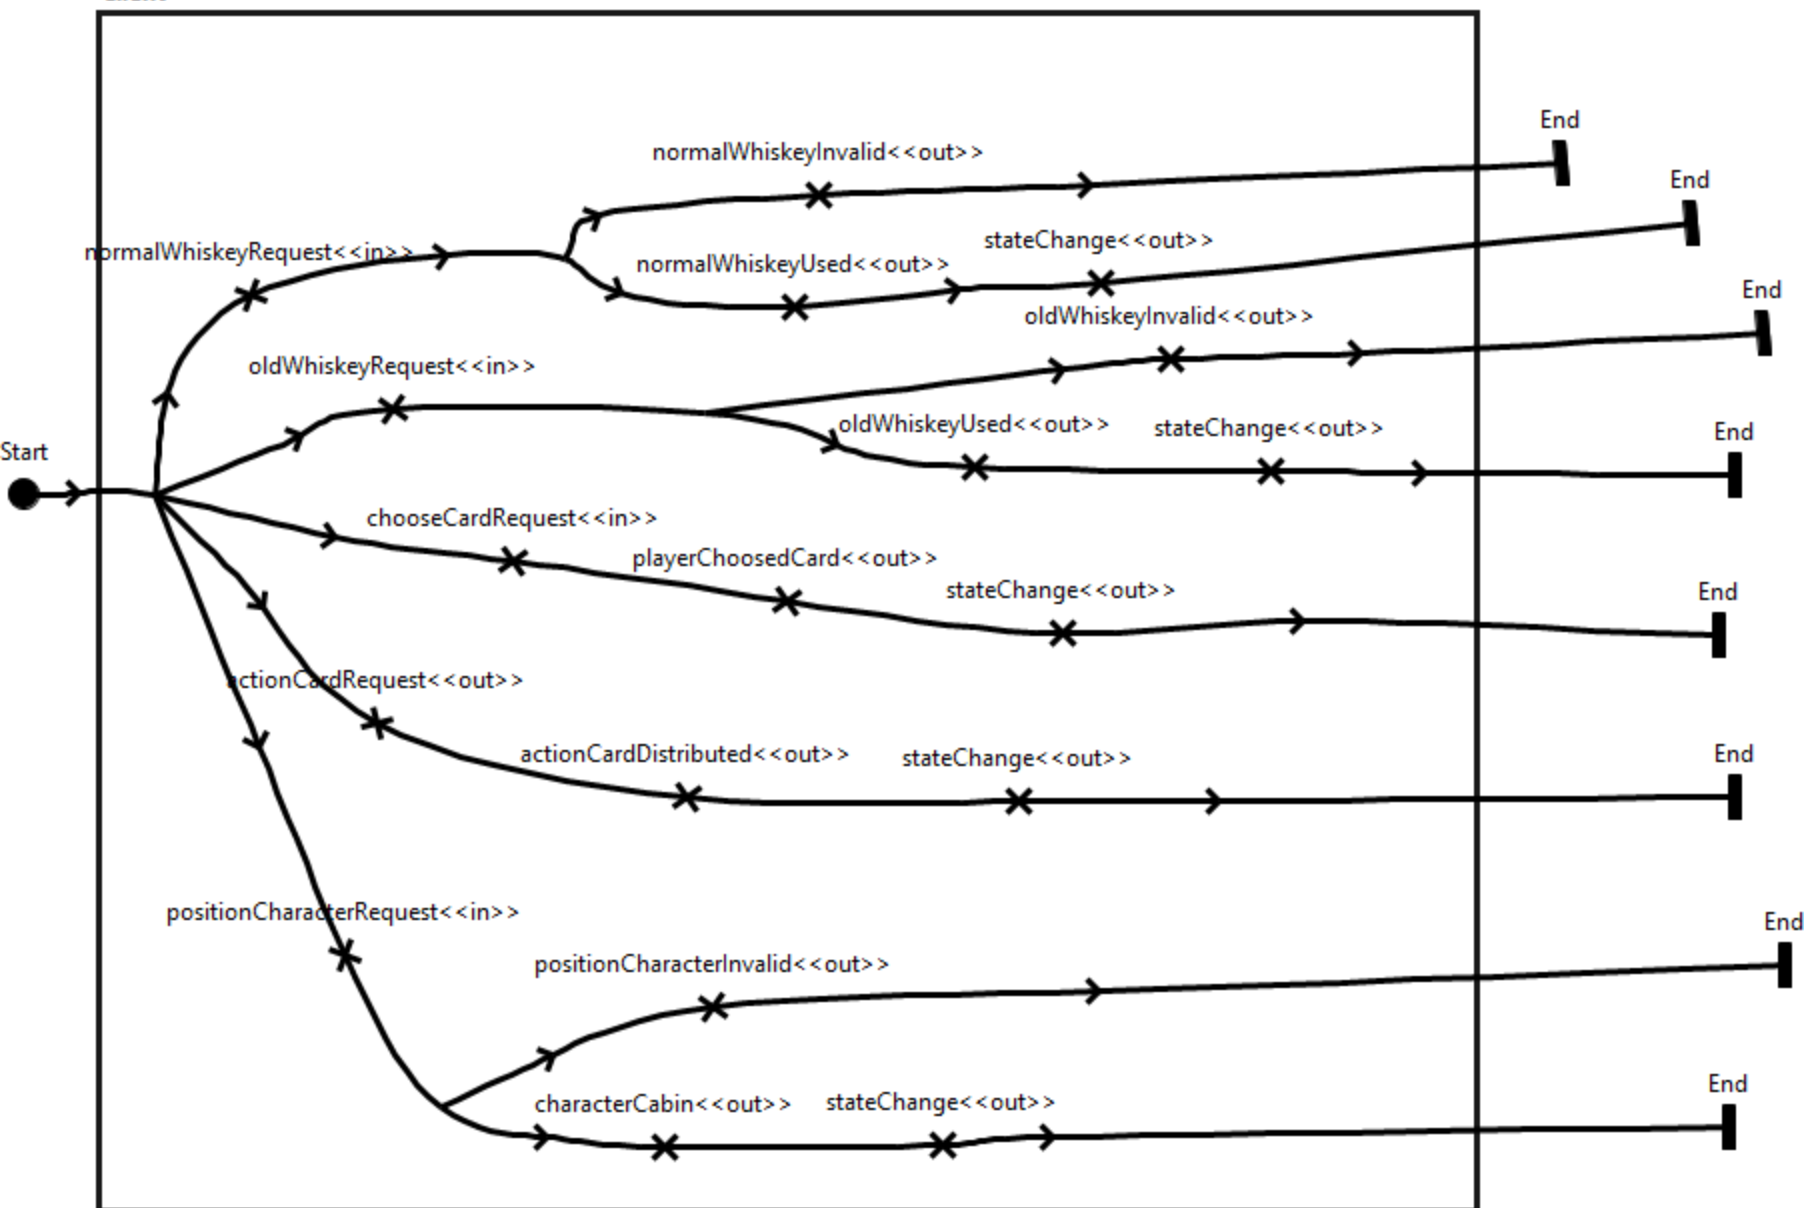 End
normalWhiskeyInvalid<<out>>
End
stateChange<<out>>
normalWhiskeyRequest<<in>>
normalWhiskeyUsed<<out>>
End
oldWhiskeyInvalid<<out>>
oldWhiskeyRequest<<in>>
oldWhiskeyUsed<<out>>
stateChange<<out>>
End
Start
chooseCardRequest<<in>>
playerChoosedCard<<out>>
stateChange<<out>>
End
actionCardRequest<<out>>
actionCardDistributed<<out>>
stateChange<<out>>
End
positionCharacterRequest<<in>>
End
positionCharacterInvalid<<out>>
End
characterCabin<<out>>
stateChange<<out>>